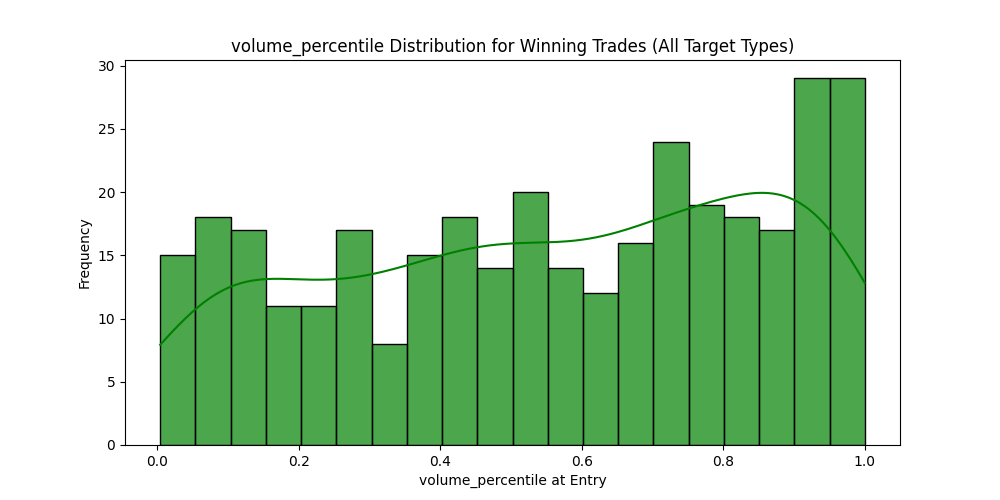 volume_percentile Distribution for Winning Trades (All Target Types)
30
25
20
15
10
5
0
Frequency
0.0 0.2 0.4 0.6 0.8 1.0
volume_percentile at Entry